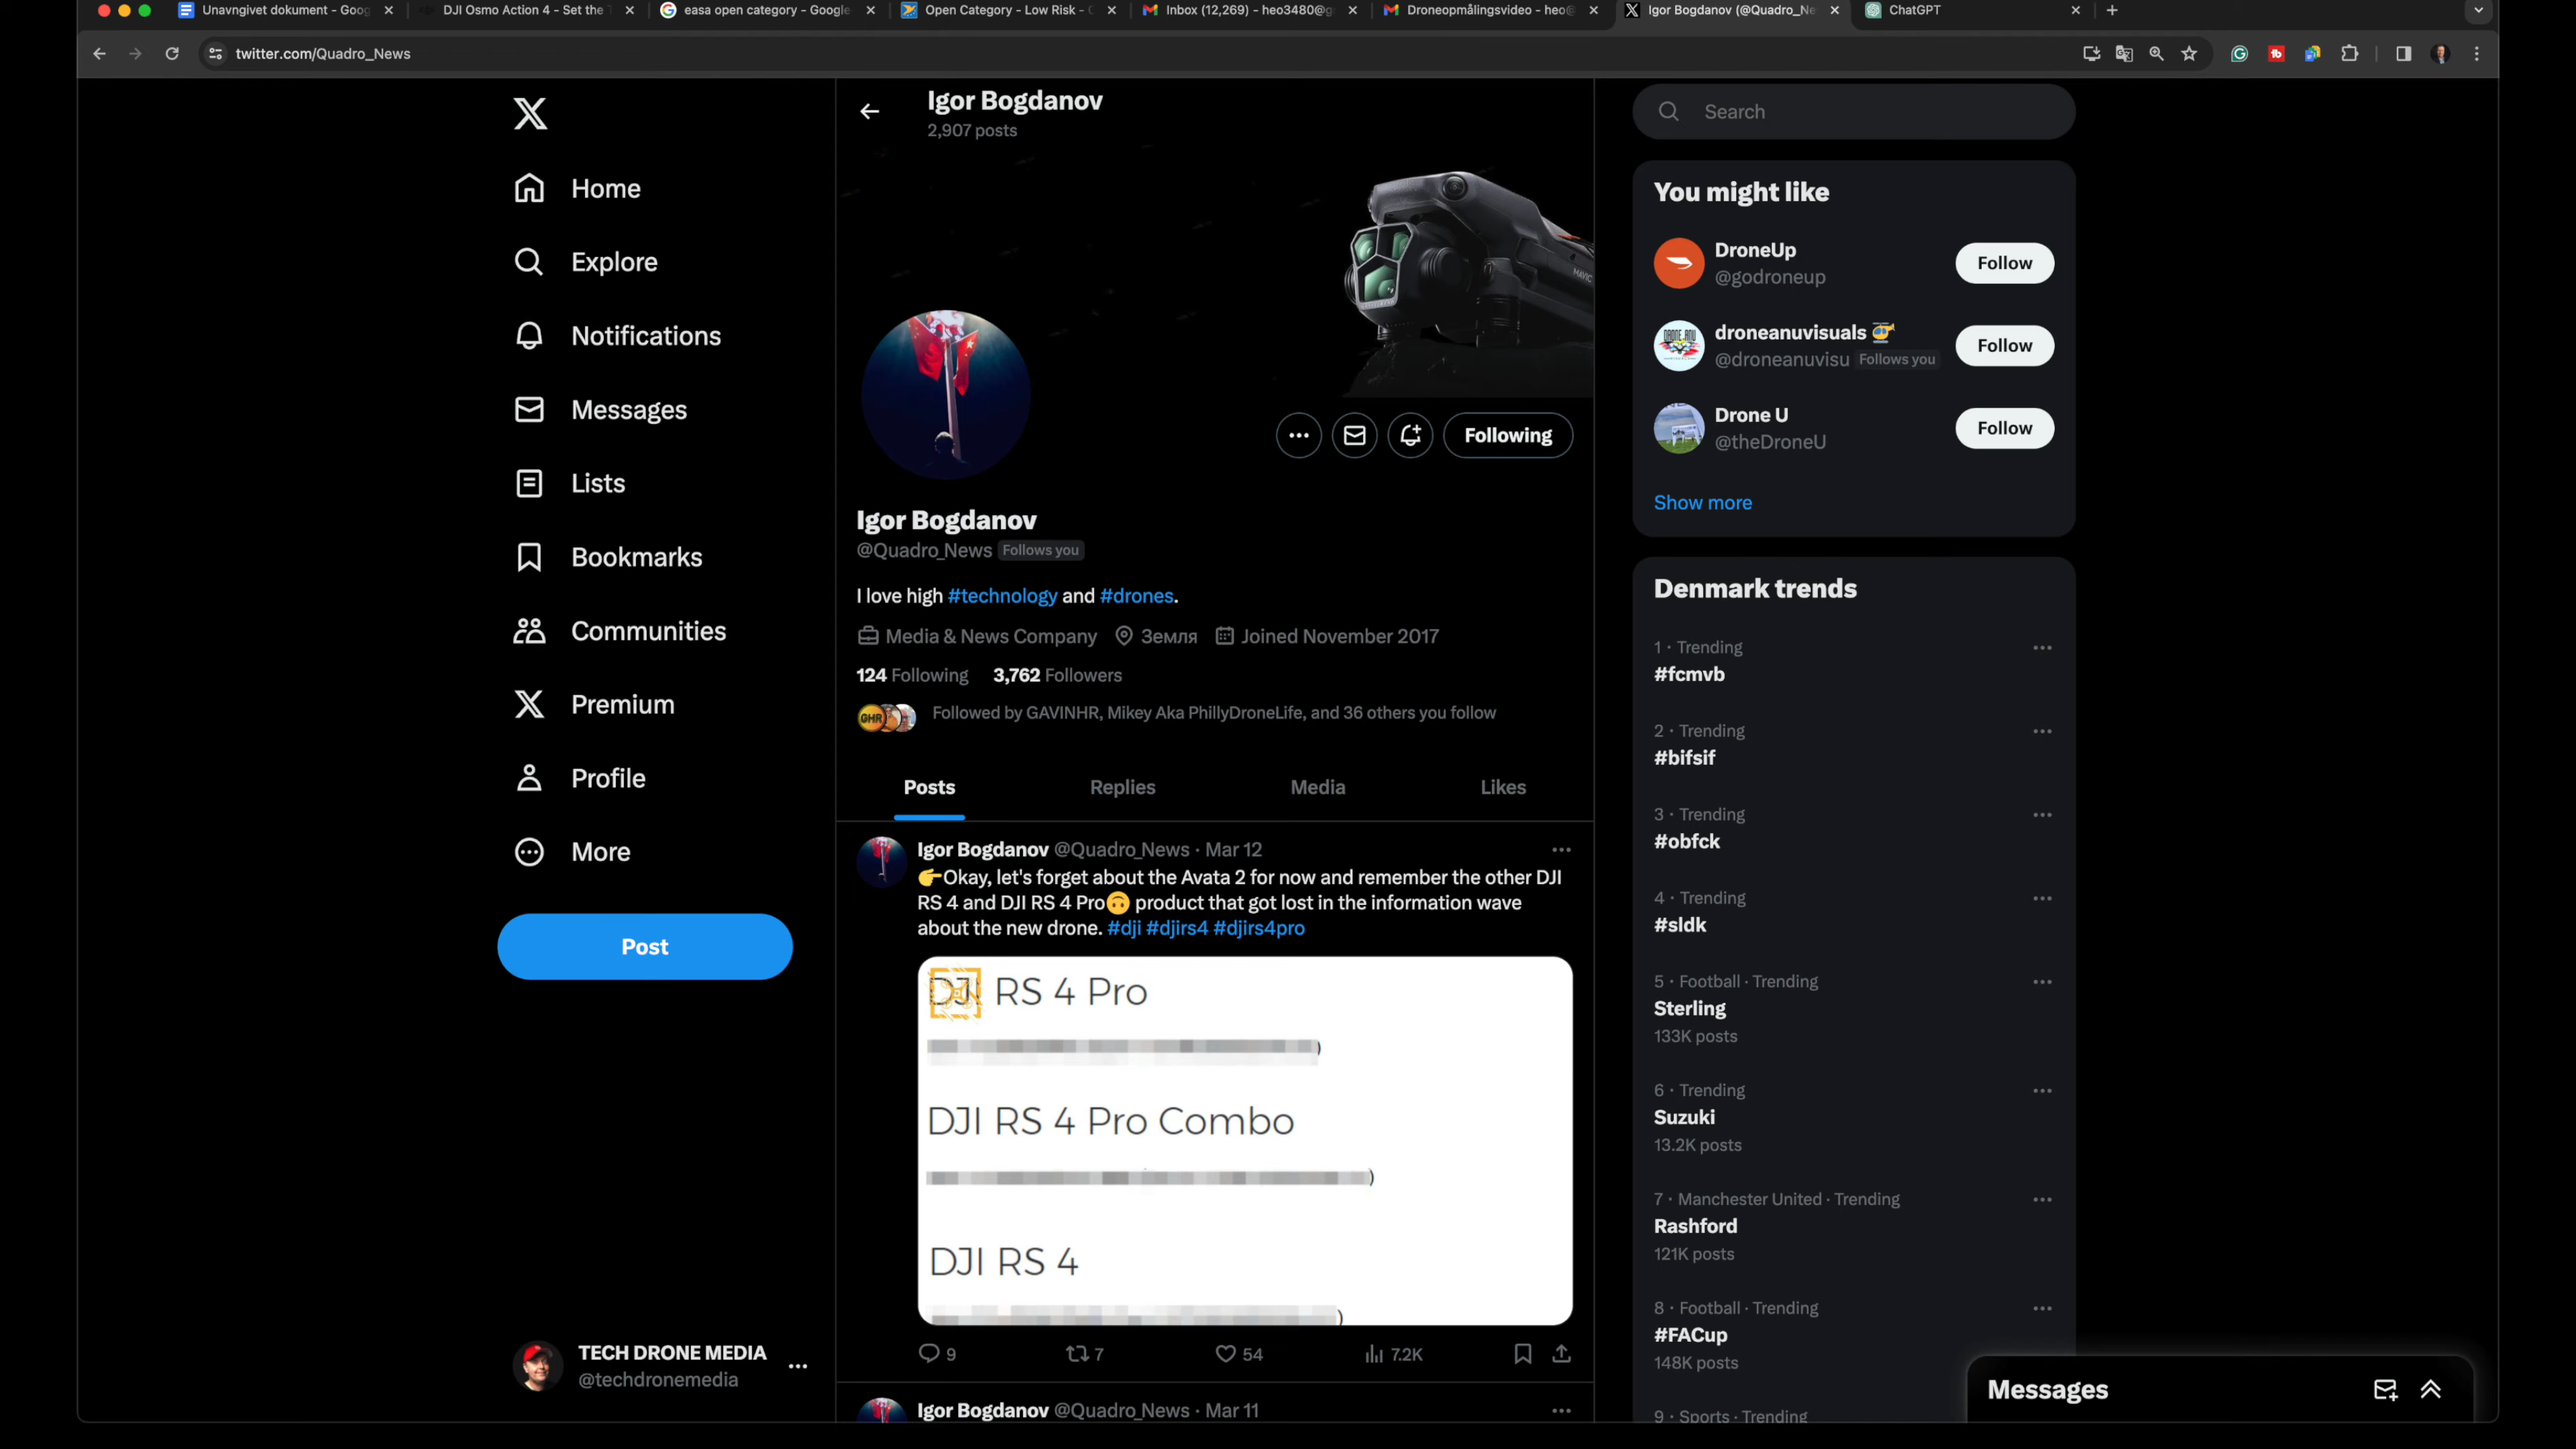 Unavngivet dokument - Goog
DJI Osmo Action 4 - Set the
easa open category - Google
Open Category - Low Risk -
Inbox (12,269) - heo3480@g
Droneopmålingsvideo - heo@
Igor Bogdanov (@Quadro_Ne
ChatGPT
twitter.com/Quadro_News
Home
Explore
Notifications
Messages
Lists
Bookmarks
Communities
Premium
Profile
More
Post
TECH DRONE MEDIA
@techdronemedia
Igor Bogdanov
2,907 posts
MAVIC
Following
Igor Bogdanov
@Quadro_News Follows you
I love high #technology and #drones.
Media & News Company Земля Joined November 2017
124 Following 3,762 Followers
GHR
Followed by GAVINHR, Mikey Aka PhillyDroneLife, and 36 others you follow
Posts Replies Media Likes
Igor Bogdanov @Quadro_News · Mar 12
👉Okay, let's forget about the Avata 2 for now and remember the other DJI
RS 4 and DJI RS 4 Pro🙃 product that got lost in the information wave
about the new drone. #dji #djirs4 #djirs4pro
DJI RS 4 Pro
DJI RS 4 Pro Combo
DJI RS 4
9 7 54 7.2K
Igor Bogdanov @Quadro_News · Mar 11
Search
You might like
DroneUp
@godroneup
Follow
droneanuvisuals 🚁
@droneanuvisu Follows you
Follow
Drone U
@theDroneU
Follow
Show more
Denmark trends
1 · Trending
#fcmvb
2 · Trending
#bifsif
3 · Trending
#obfck
4 · Trending
#sldk
5 · Football · Trending
Sterling
133K posts
6 · Trending
Suzuki
13.2K posts
7 · Manchester United · Trending
Rashford
121K posts
8 · Football · Trending
#FACup
148K posts
9 · Sports · Trending
Messages